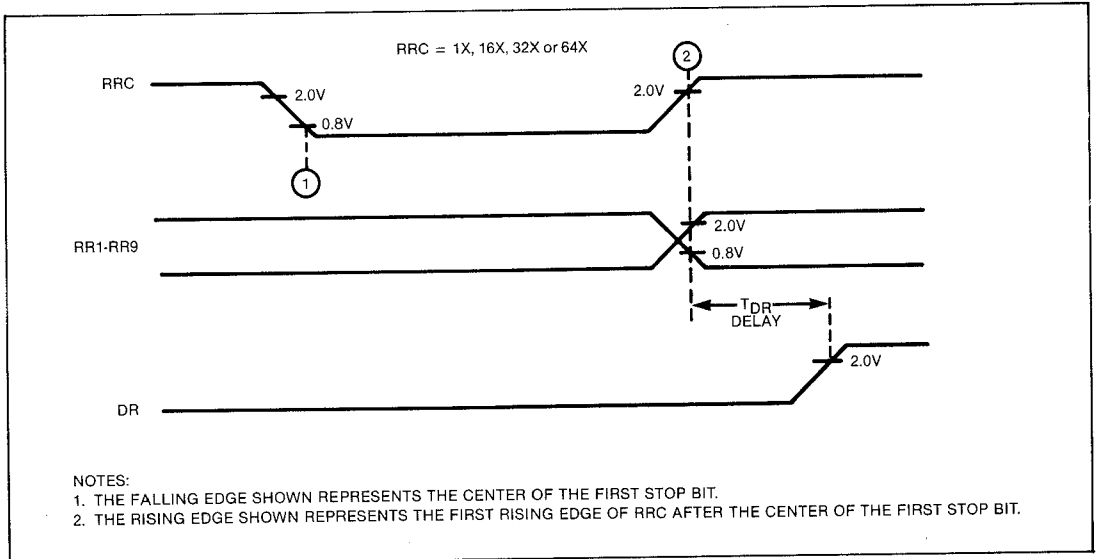 RRC = 1X, 16X, 32X or 64X
2
RRC
2.0V
2.0V
0.8V
1
RR1-RR9
2.0V
0.8V
TDR
DELAY
2.0V
DR
NOTES:
1. THE FALLING EDGE SHOWN REPRESENTS THE CENTER OF THE FIRST STOP BIT.
2. THE RISING EDGE SHOWN REPRESENTS THE FIRST RISING EDGE OF RRC AFTER THE CENTER OF THE FIRST STOP BIT.